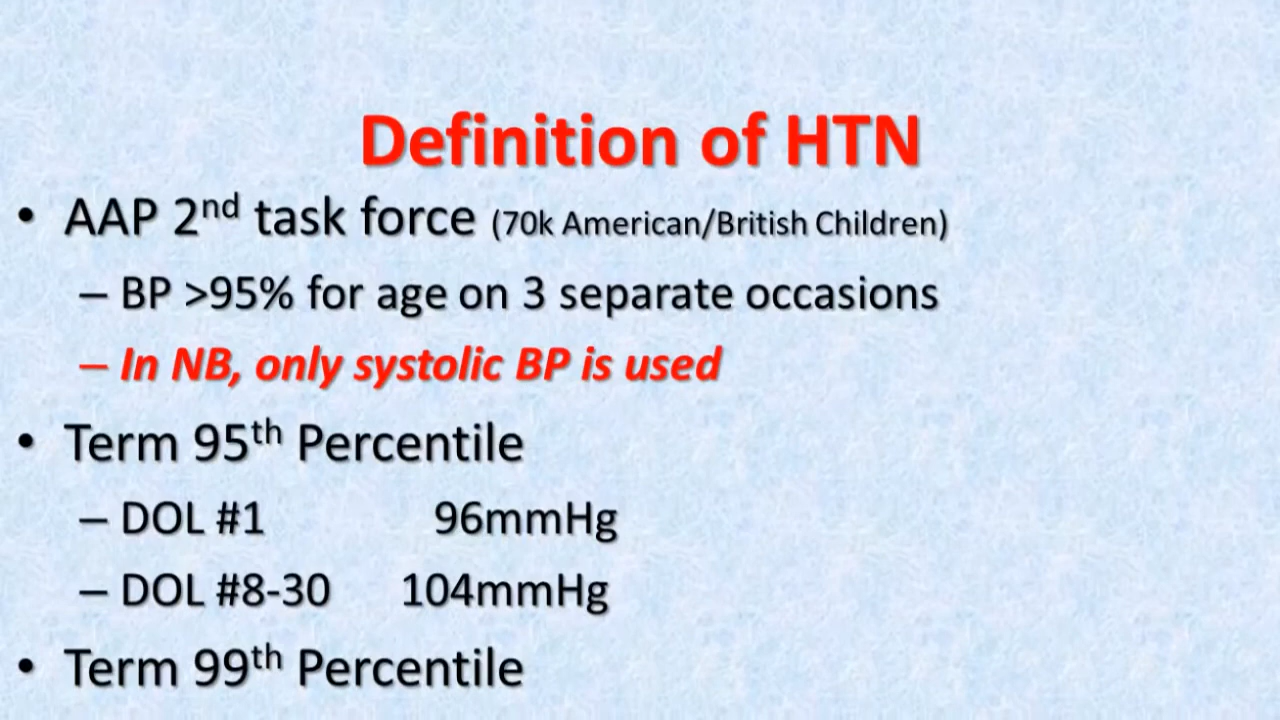 Definition of HTN
• AAP 2nd task force (70k American/British Children)
– BP >95% for age on 3 separate occasions
– In NB, only systolic BP is used
• Term 95th Percentile
– DOL #1 96mmHg
– DOL #8-30 104mmHg
• Term 99th Percentile